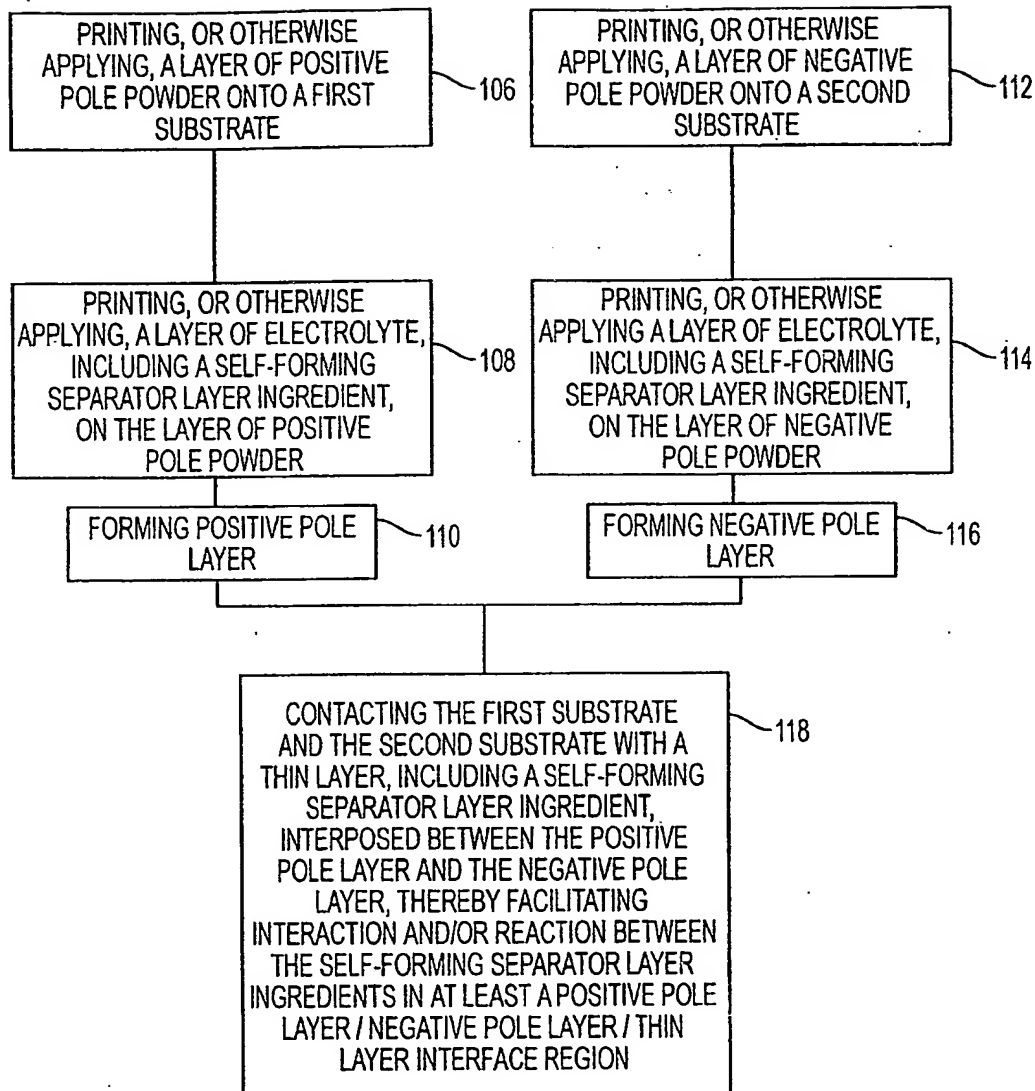 PRINTING, OR OTHERWISE
APPLYING, A LAYER OF POSITIVE
POLE POWDER ONTO A FIRST
SUBSTRATE
106
PRINTING, OR OTHERWISE
APPLYING, A LAYER OF NEGATIVE
POLE POWDER ONTO A SECOND
SUBSTRATE
112
PRINTING, OR OTHERWISE
APPLYING, A LAYER OF ELECTROLYTE,
INCLUDING A SELF-FORMING
SEPARATOR LAYER INGREDIENT,
ON THE LAYER OF POSITIVE
POLE POWDER
108
PRINTING, OR OTHERWISE
APPLYING A LAYER OF ELECTROLYTE,
INCLUDING A SELF-FORMING
SEPARATOR LAYER INGREDIENT,
ON THE LAYER OF NEGATIVE
POLE POWDER
114
FORMING POSITIVE POLE
LAYER
110
FORMING NEGATIVE POLE
LAYER
116
CONTACTING THE FIRST SUBSTRATE
AND THE SECOND SUBSTRATE WITH A
THIN LAYER, INCLUDING A SELF-FORMING
SEPARATOR LAYER INGREDIENT,
INTERPOSED BETWEEN THE POSITIVE
POLE LAYER AND THE NEGATIVE POLE
LAYER, THEREBY FACILITATING
INTERACTION AND/OR REACTION BETWEEN
THE SELF-FORMING SEPARATOR LAYER
INGREDIENTS IN AT LEAST A POSITIVE POLE
LAYER / NEGATIVE POLE LAYER / THIN
LAYER INTERFACE REGION
118